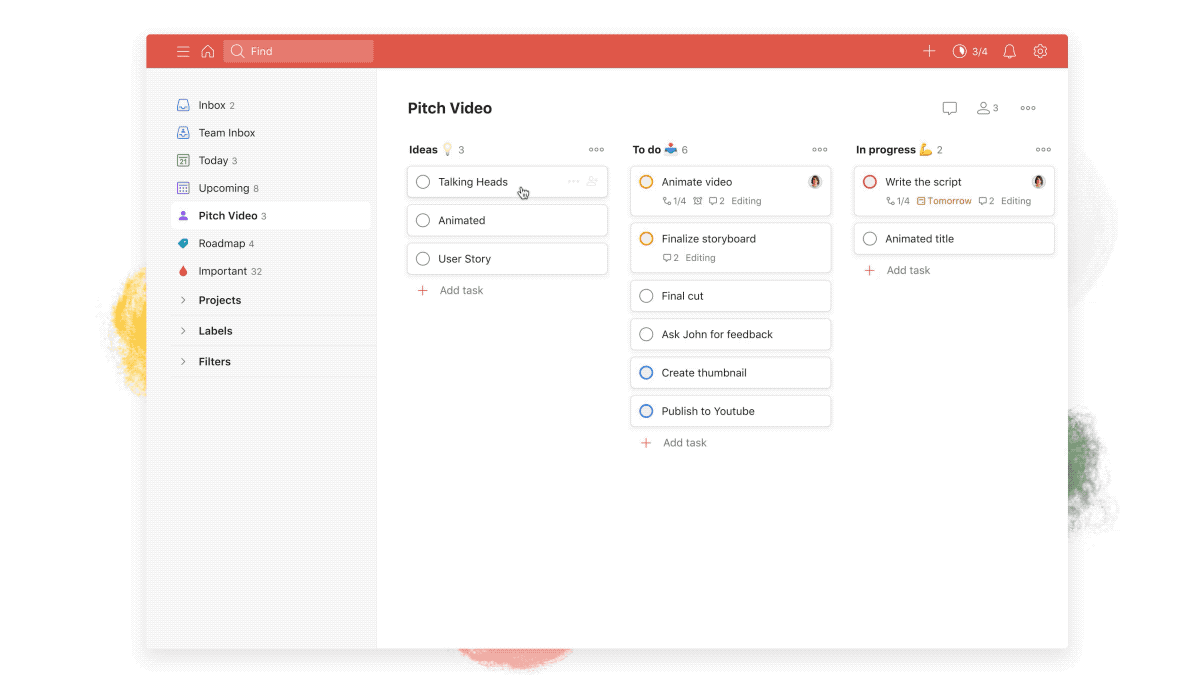 Find
3/4
Inbox 2
Team Inbox
21
Today 3
Upcoming 8
Pitch Video 3
Roadmap 4
Important 32
Projects
Labels
Filters
Pitch Video
3
Ideas 💡 3
Talking Heads
Animated
User Story
Add task
To do 📥 6
Animate video
1/4 2 Editing
Finalize storyboard
2 Editing
Final cut
Ask John for feedback
Create thumbnail
Publish to Youtube
Add task
In progress 💪 2
Write the script
1/4 Tomorrow 2 Editing
Animated title
Add task